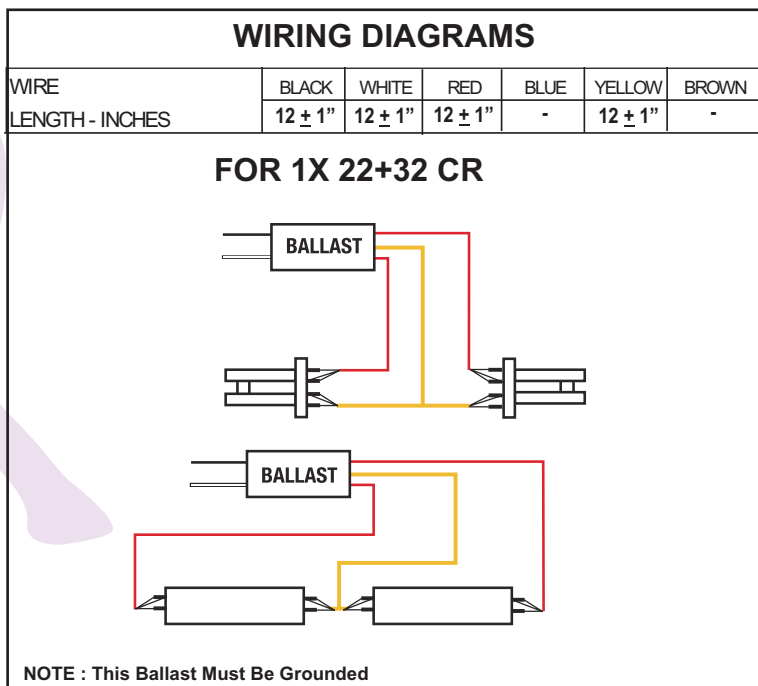 WIRING DIAGRAMS
WIRE BLACK WHITE RED BLUE YELLOW BROWN
LENGTH - INCHES 12 ± 1” 12 ± 1” 12 ± 1” - 12 ± 1” -
FOR 1X 22+32 CR
BALLAST
BALLAST
NOTE : This Ballast Must Be Grounded